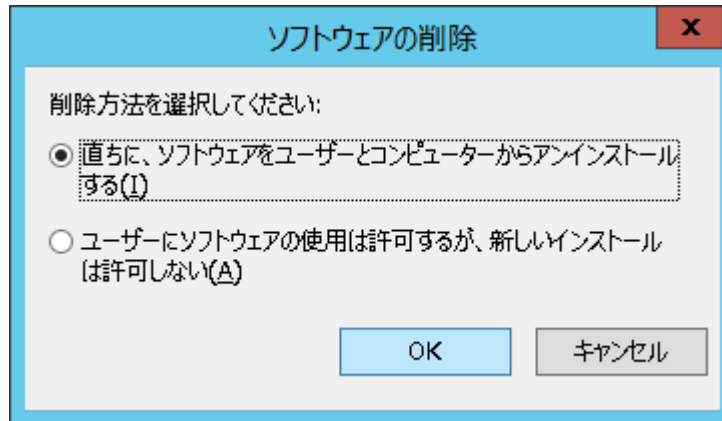 ソフトウェアの削除
x
削除方法を選択してください:
直ちに、ソフトウェアをユーザーとコンピューターからアンインストール
する(I)
ユーザーにソフトウェアの使用は許可するが、新しいインストール
は許可しない(A)
OK キャンセル